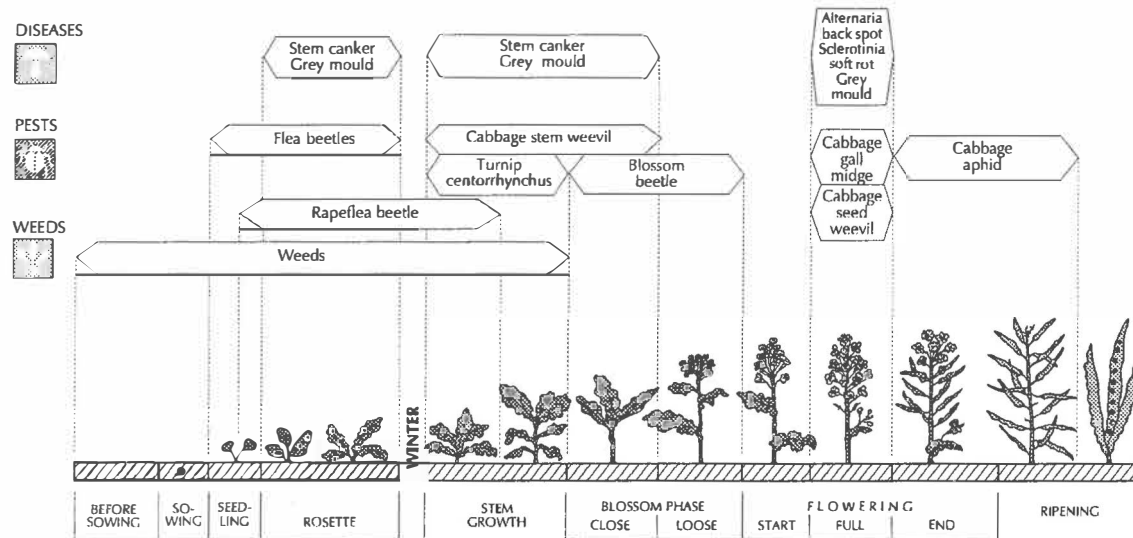 DISEASES
Stem canker
Grey mould
Stem canker
Grey mould
Alternaria
back spot
Sclerotinia
soft rot
Grey
mould
PESTS
Flea beetles
Cabbage stem weevil
Turnip
centorrhynchus
Blossom
beetle
Cabbage
gall
midge
Cabbage
aphid
Rapeflea beetle
Cabbage
seed
weevil
WEEDS
Weeds
WINTER
BEFORE
SOWING
SO-
WING
SEED-
LING
ROSETTE
STEM
GROWTH
BLOSSOM PHASE
CLOSE
LOOSE
FLOWERING
START
FULL
END
RIPENING